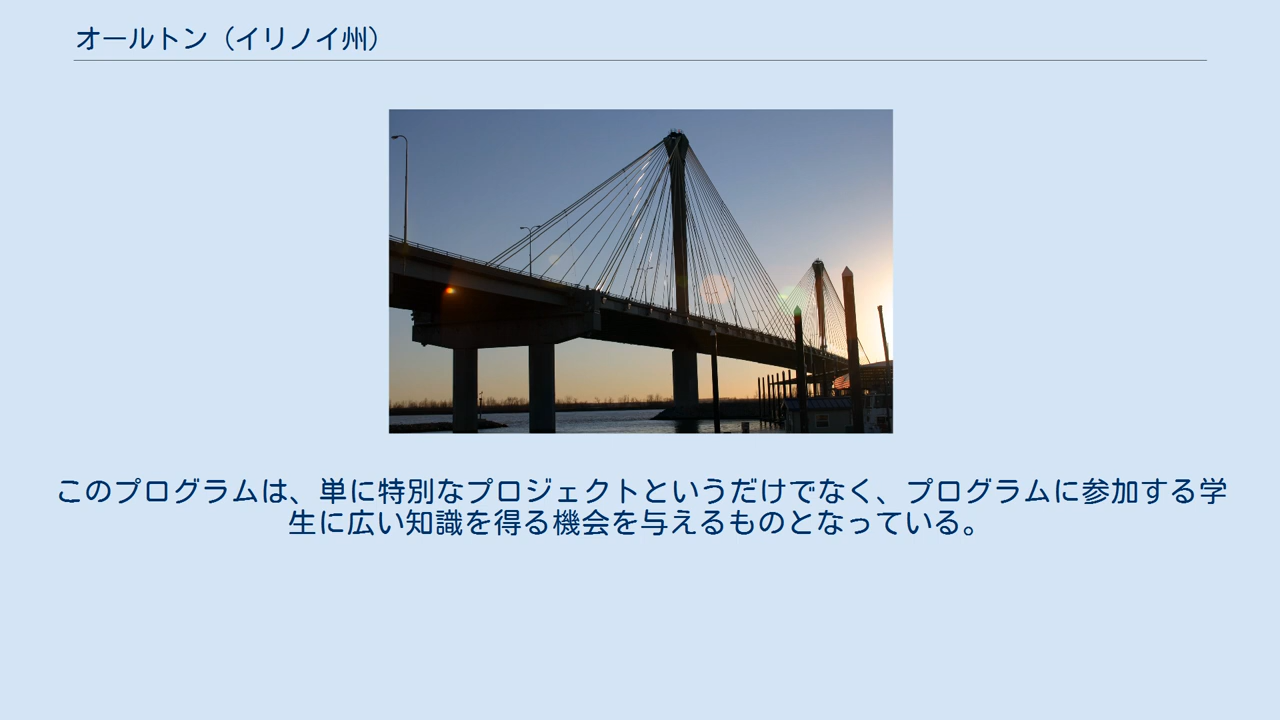 オールトン（イリノイ州）
このプログラムは、単に特別なプロジェクトというだけでなく、プログラムに参加する学
生に広い知識を得る機会を与えるものとなっている。